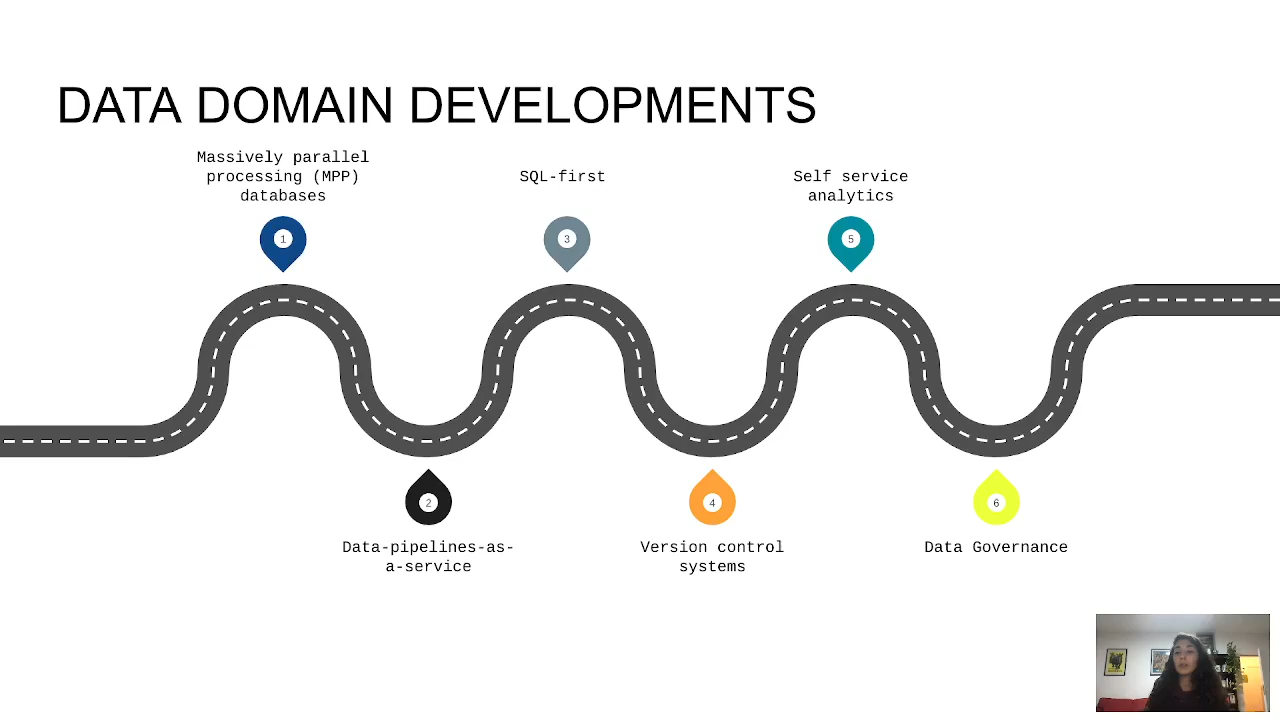 DATA DOMAIN DEVELOPMENTS
Massively parallel
processing (MPP)
databases
1
Data-pipelines-as-
a-service
2
SQL-first
3
Version control
systems
4
Self service
analytics
5
Data Governance
6